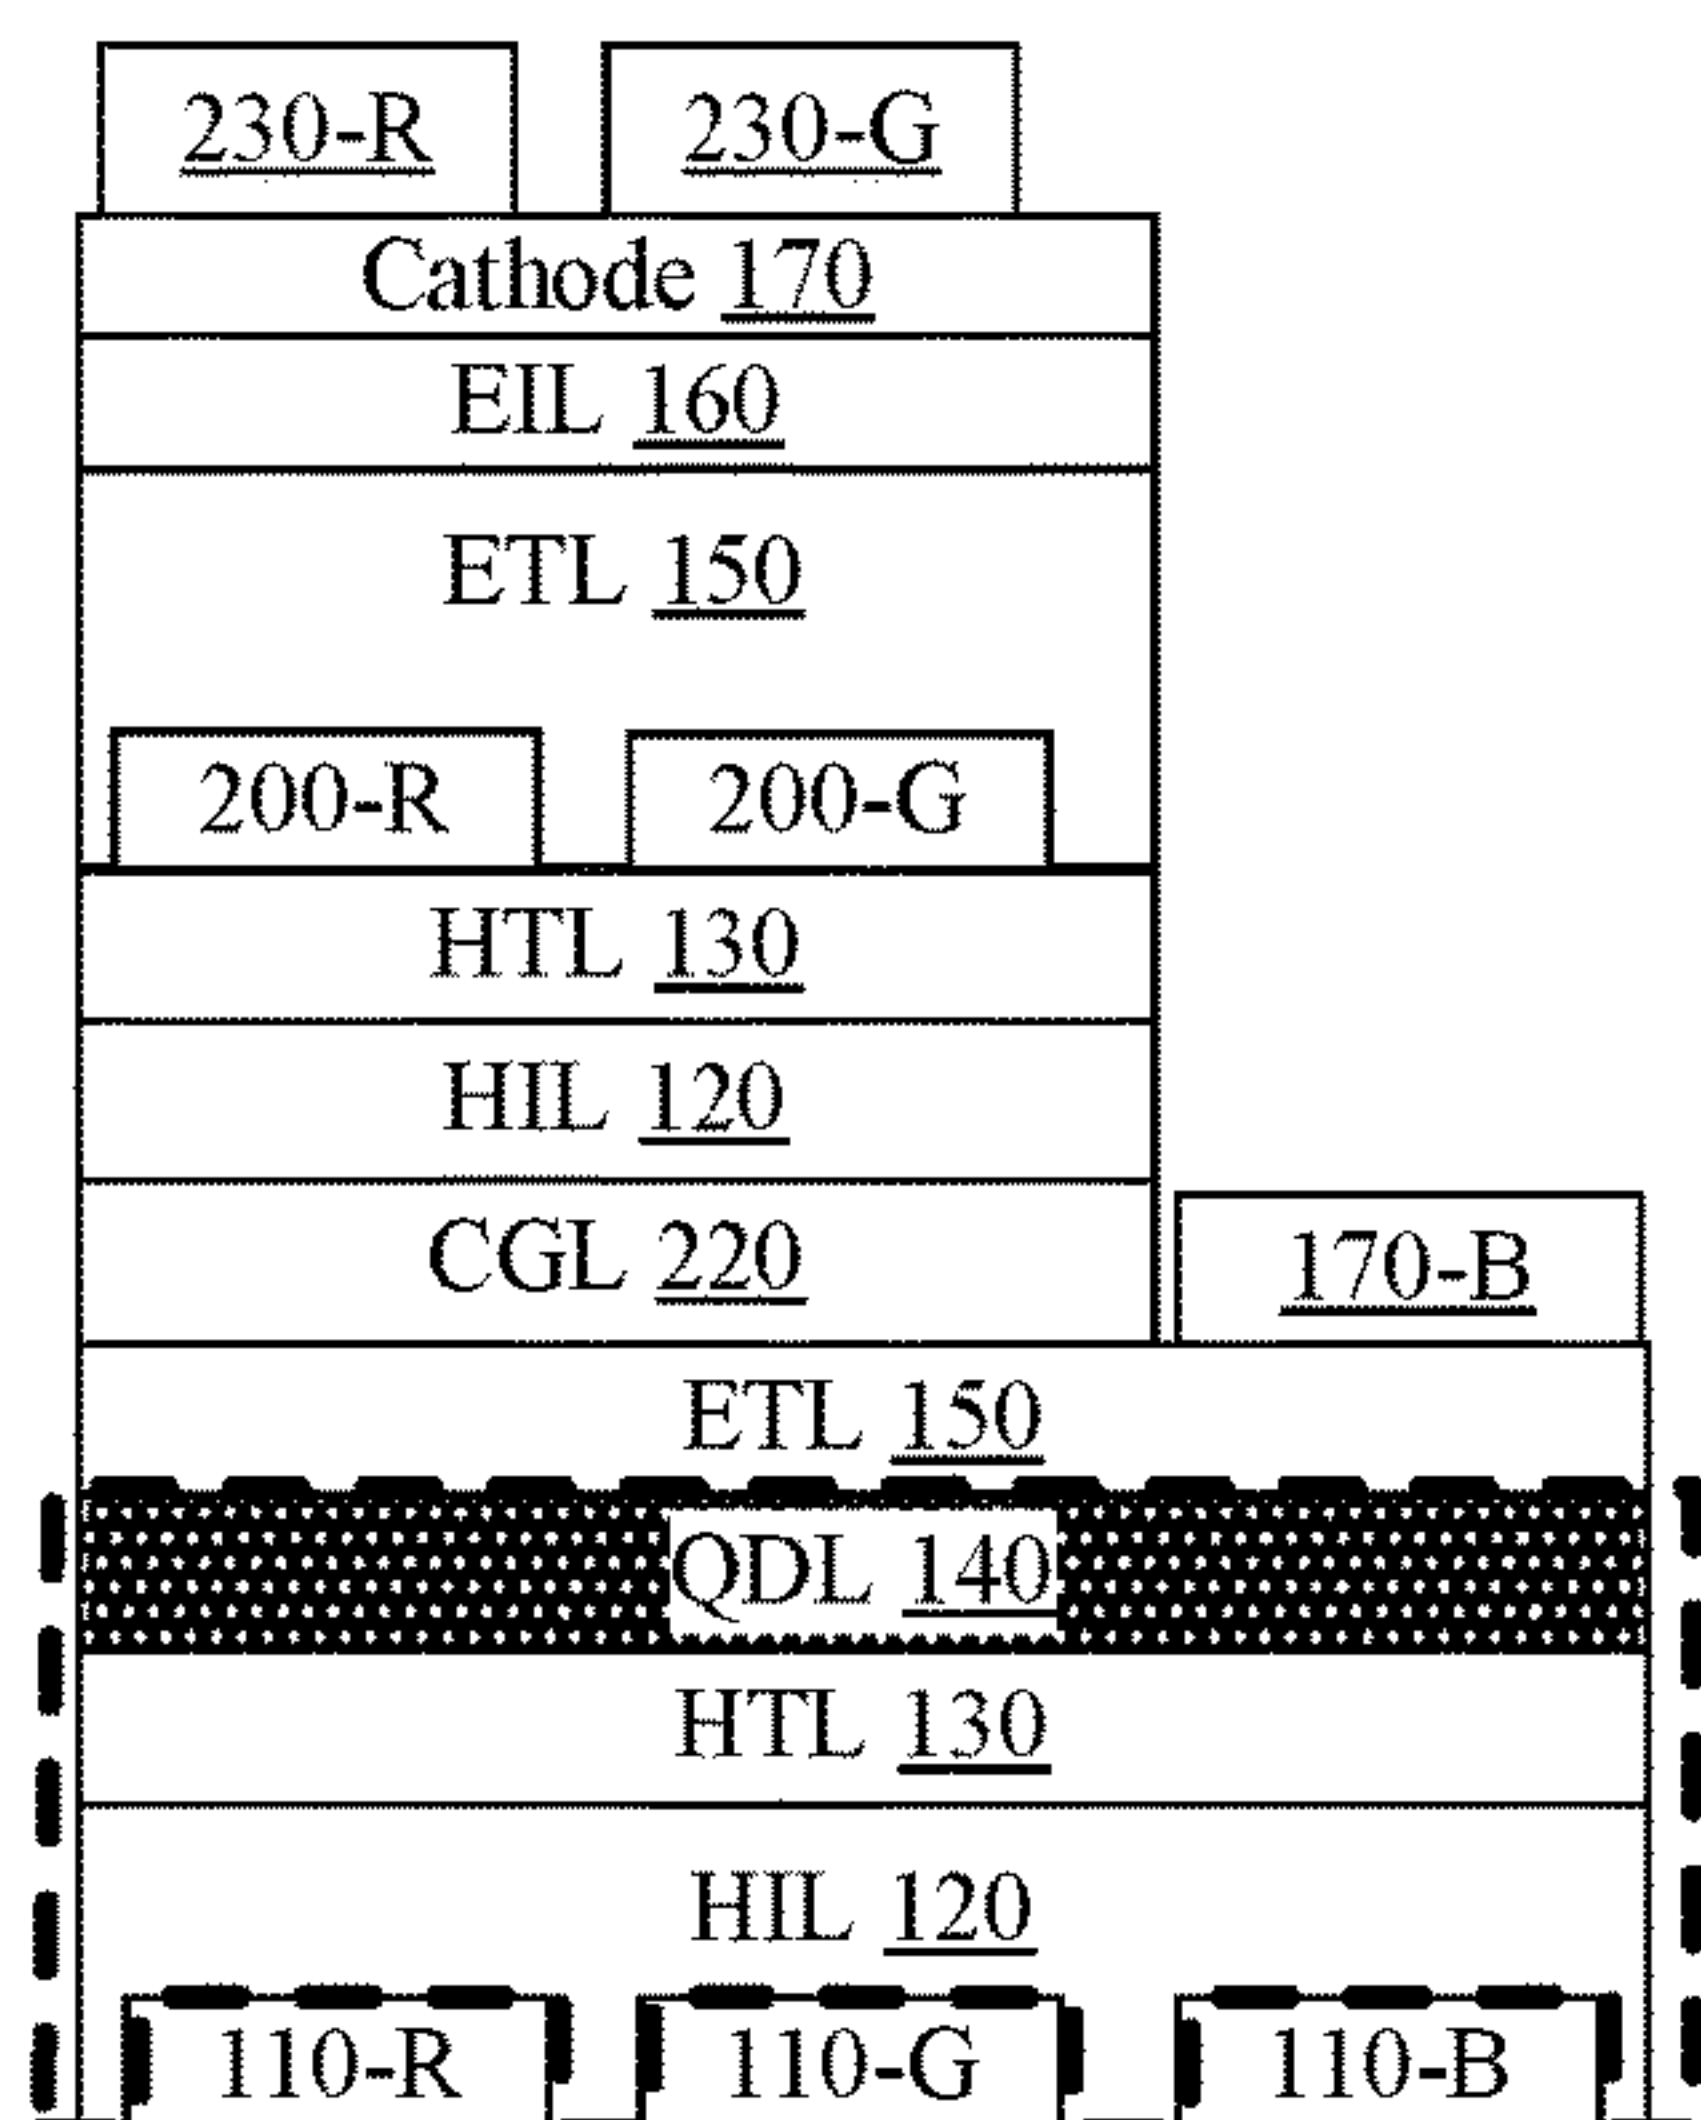 230-R 230-G
Cathode 170
EIL 160
ETL 150
200-R 200-G
HTL 130
HIL 120
CGL 220
170-B
ETL 150
QDL 140
HTL 130
HIL 120
110-R 110-G 110-B